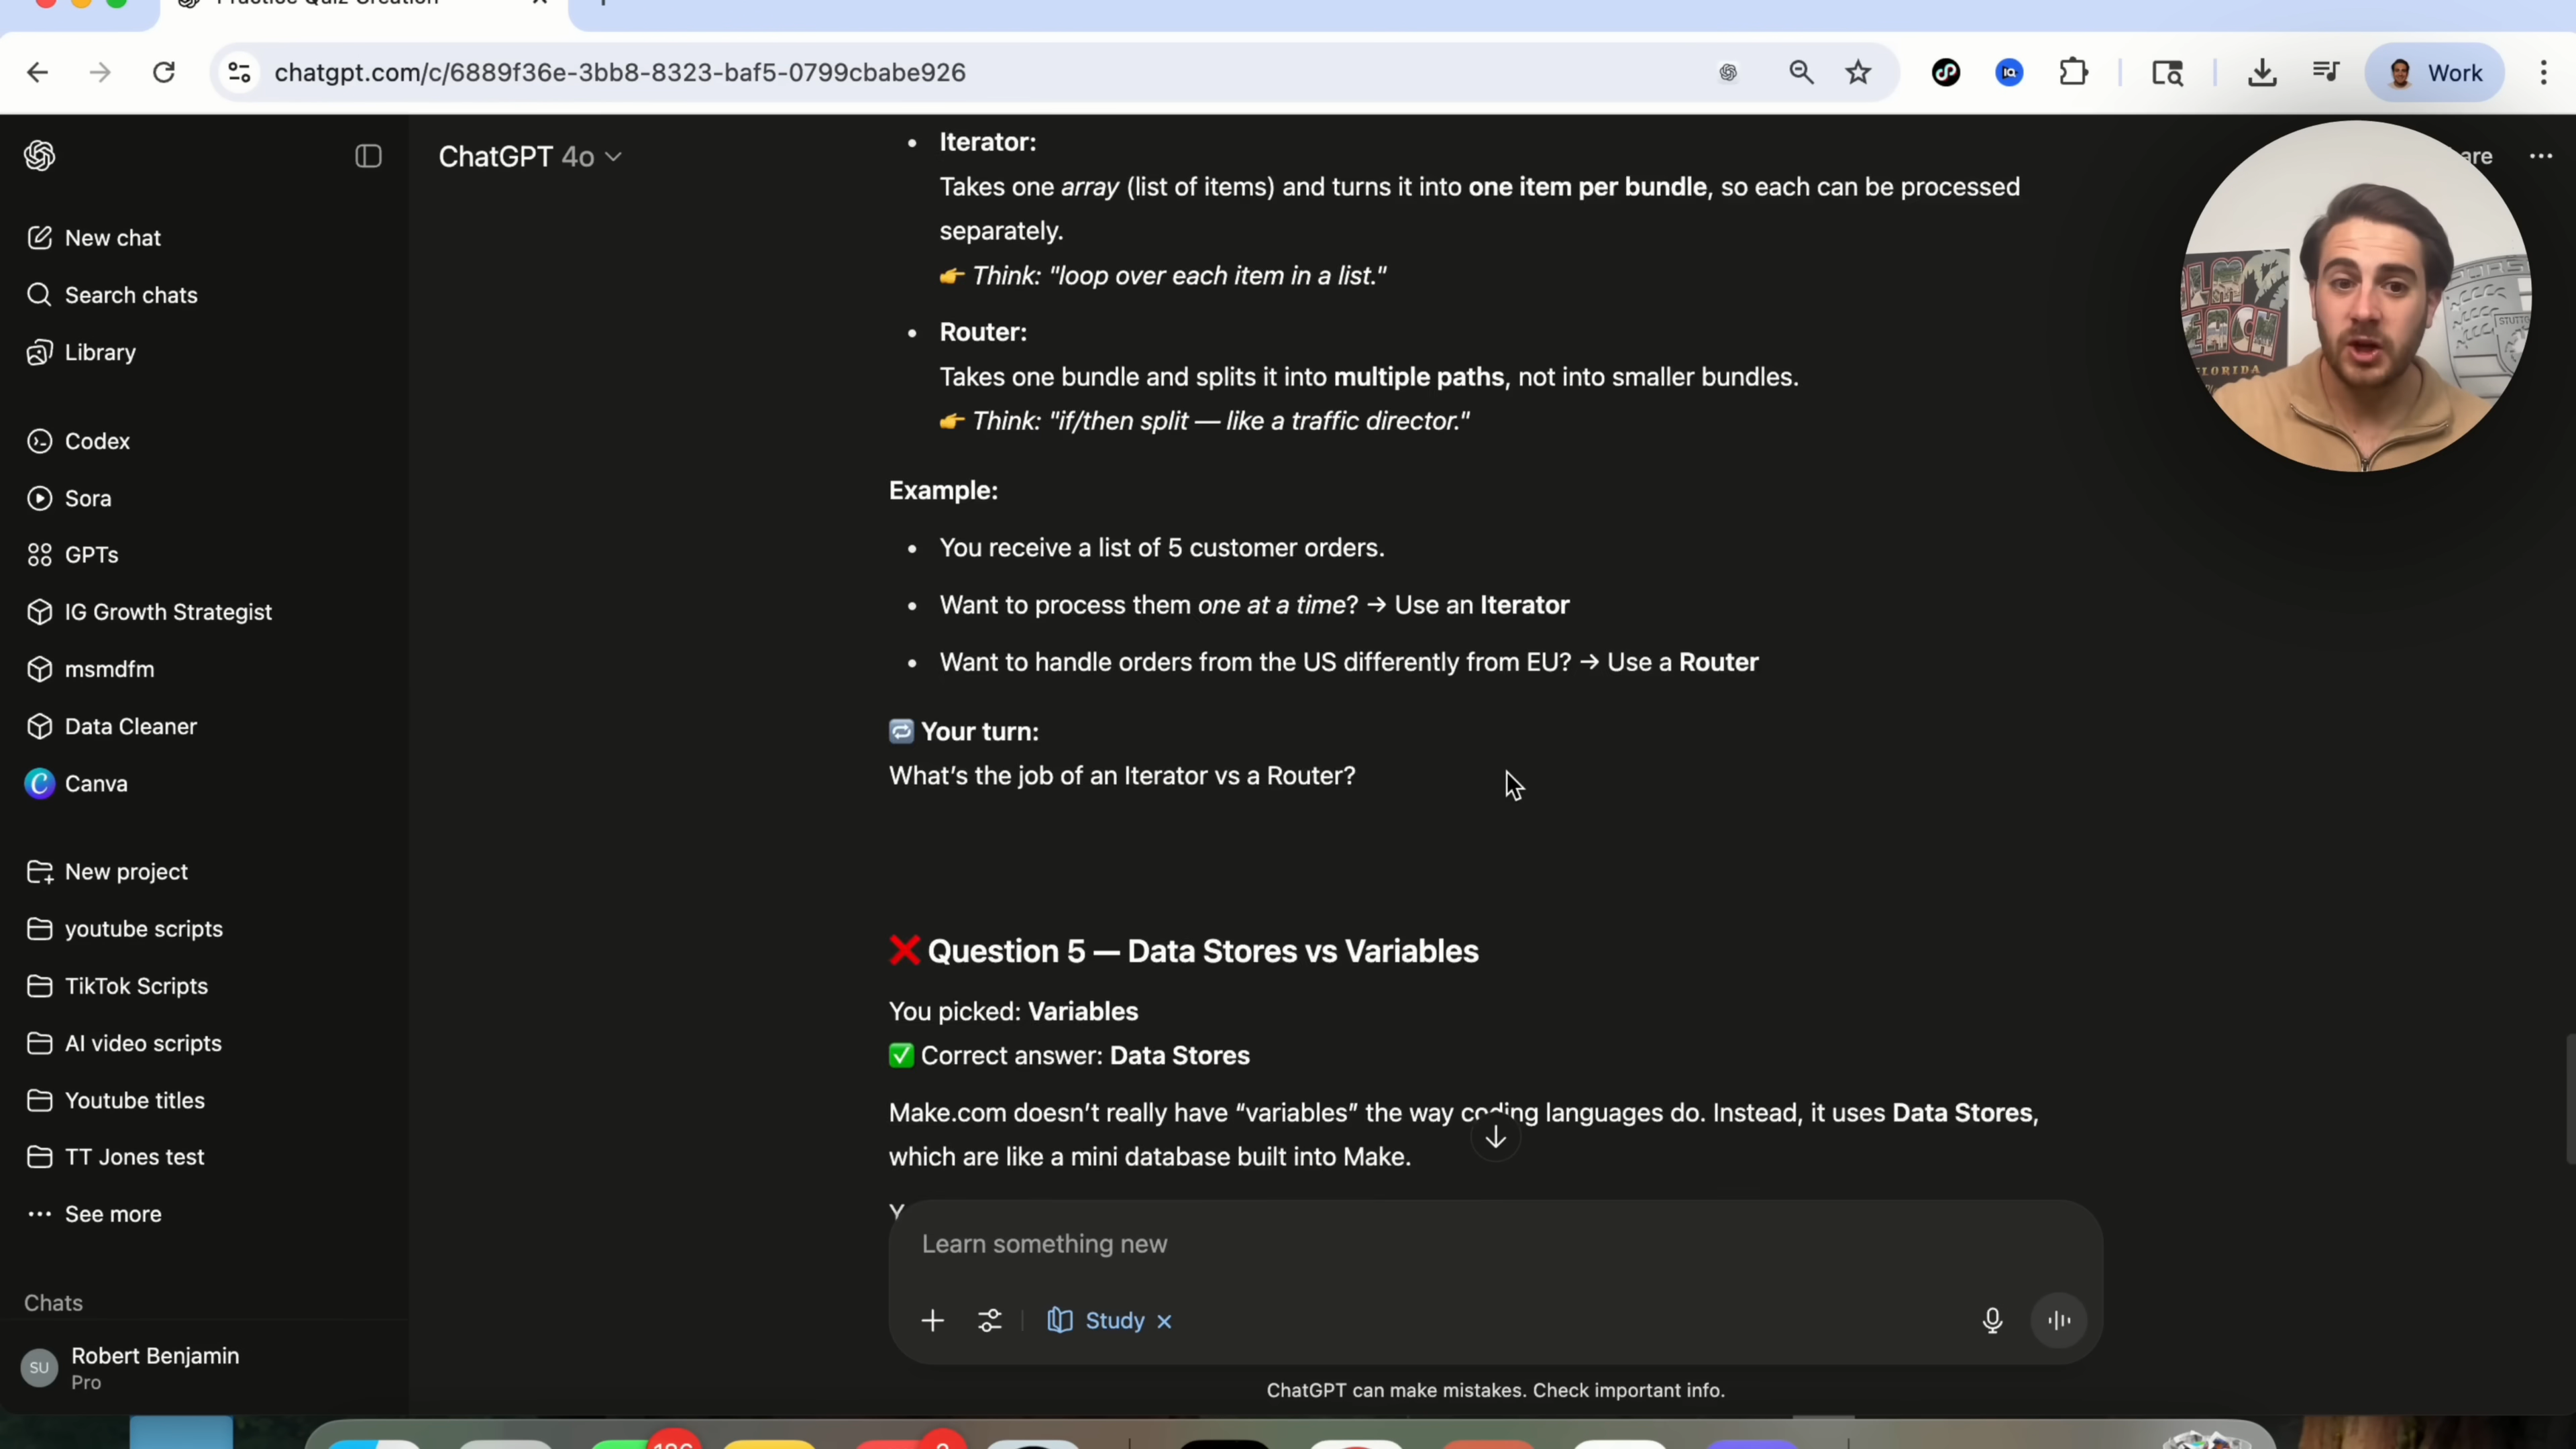 Practice Quiz Creation
chatgpt.com/c/6889f36e-3bb8-8323-baf5-0799cbabe926
Work
ChatGPT 4o
are
New chat
Search chats
Library
Codex
Sora
GPTs
IG Growth Strategist
msmdfm
Data Cleaner
Canva
New project
youtube scripts
TikTok Scripts
AI video scripts
Youtube titles
TT Jones test
See more
Chats
SU
Robert Benjamin
Pro
Iterator:
Takes one array (list of items) and turns it into one item per bundle, so each can be processed
separately.
👉 Think: "loop over each item in a list."
Router:
Takes one bundle and splits it into multiple paths, not into smaller bundles.
👉 Think: "if/then split — like a traffic director."
Example:
You receive a list of 5 customer orders.
Want to process them one at a time? → Use an Iterator
Want to handle orders from the US differently from EU? → Use a Router
🔁 Your turn:
What's the job of an Iterator vs a Router?
❌ Question 5 — Data Stores vs Variables
You picked: Variables
✅ Correct answer: Data Stores
Make.com doesn't really have “variables” the way coding languages do. Instead, it uses Data Stores,
which are like a mini database built into Make.
Learn something new
Study
ChatGPT can make mistakes. Check important info.
FLORIDA